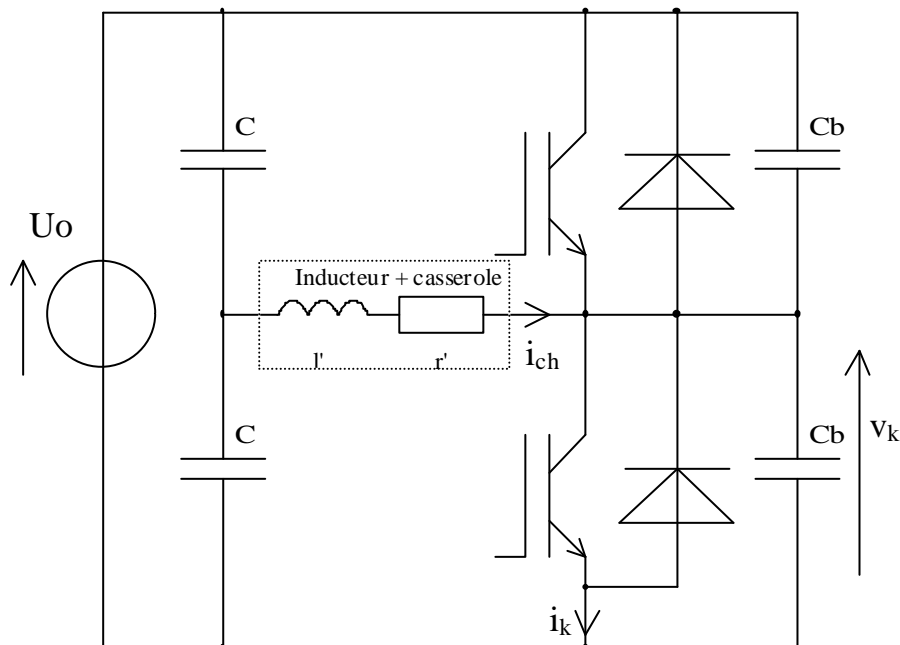 C
Cb
Uo
Inducteur + casserole
l'
r'
i_ch
C
Cb
v_k
i_k